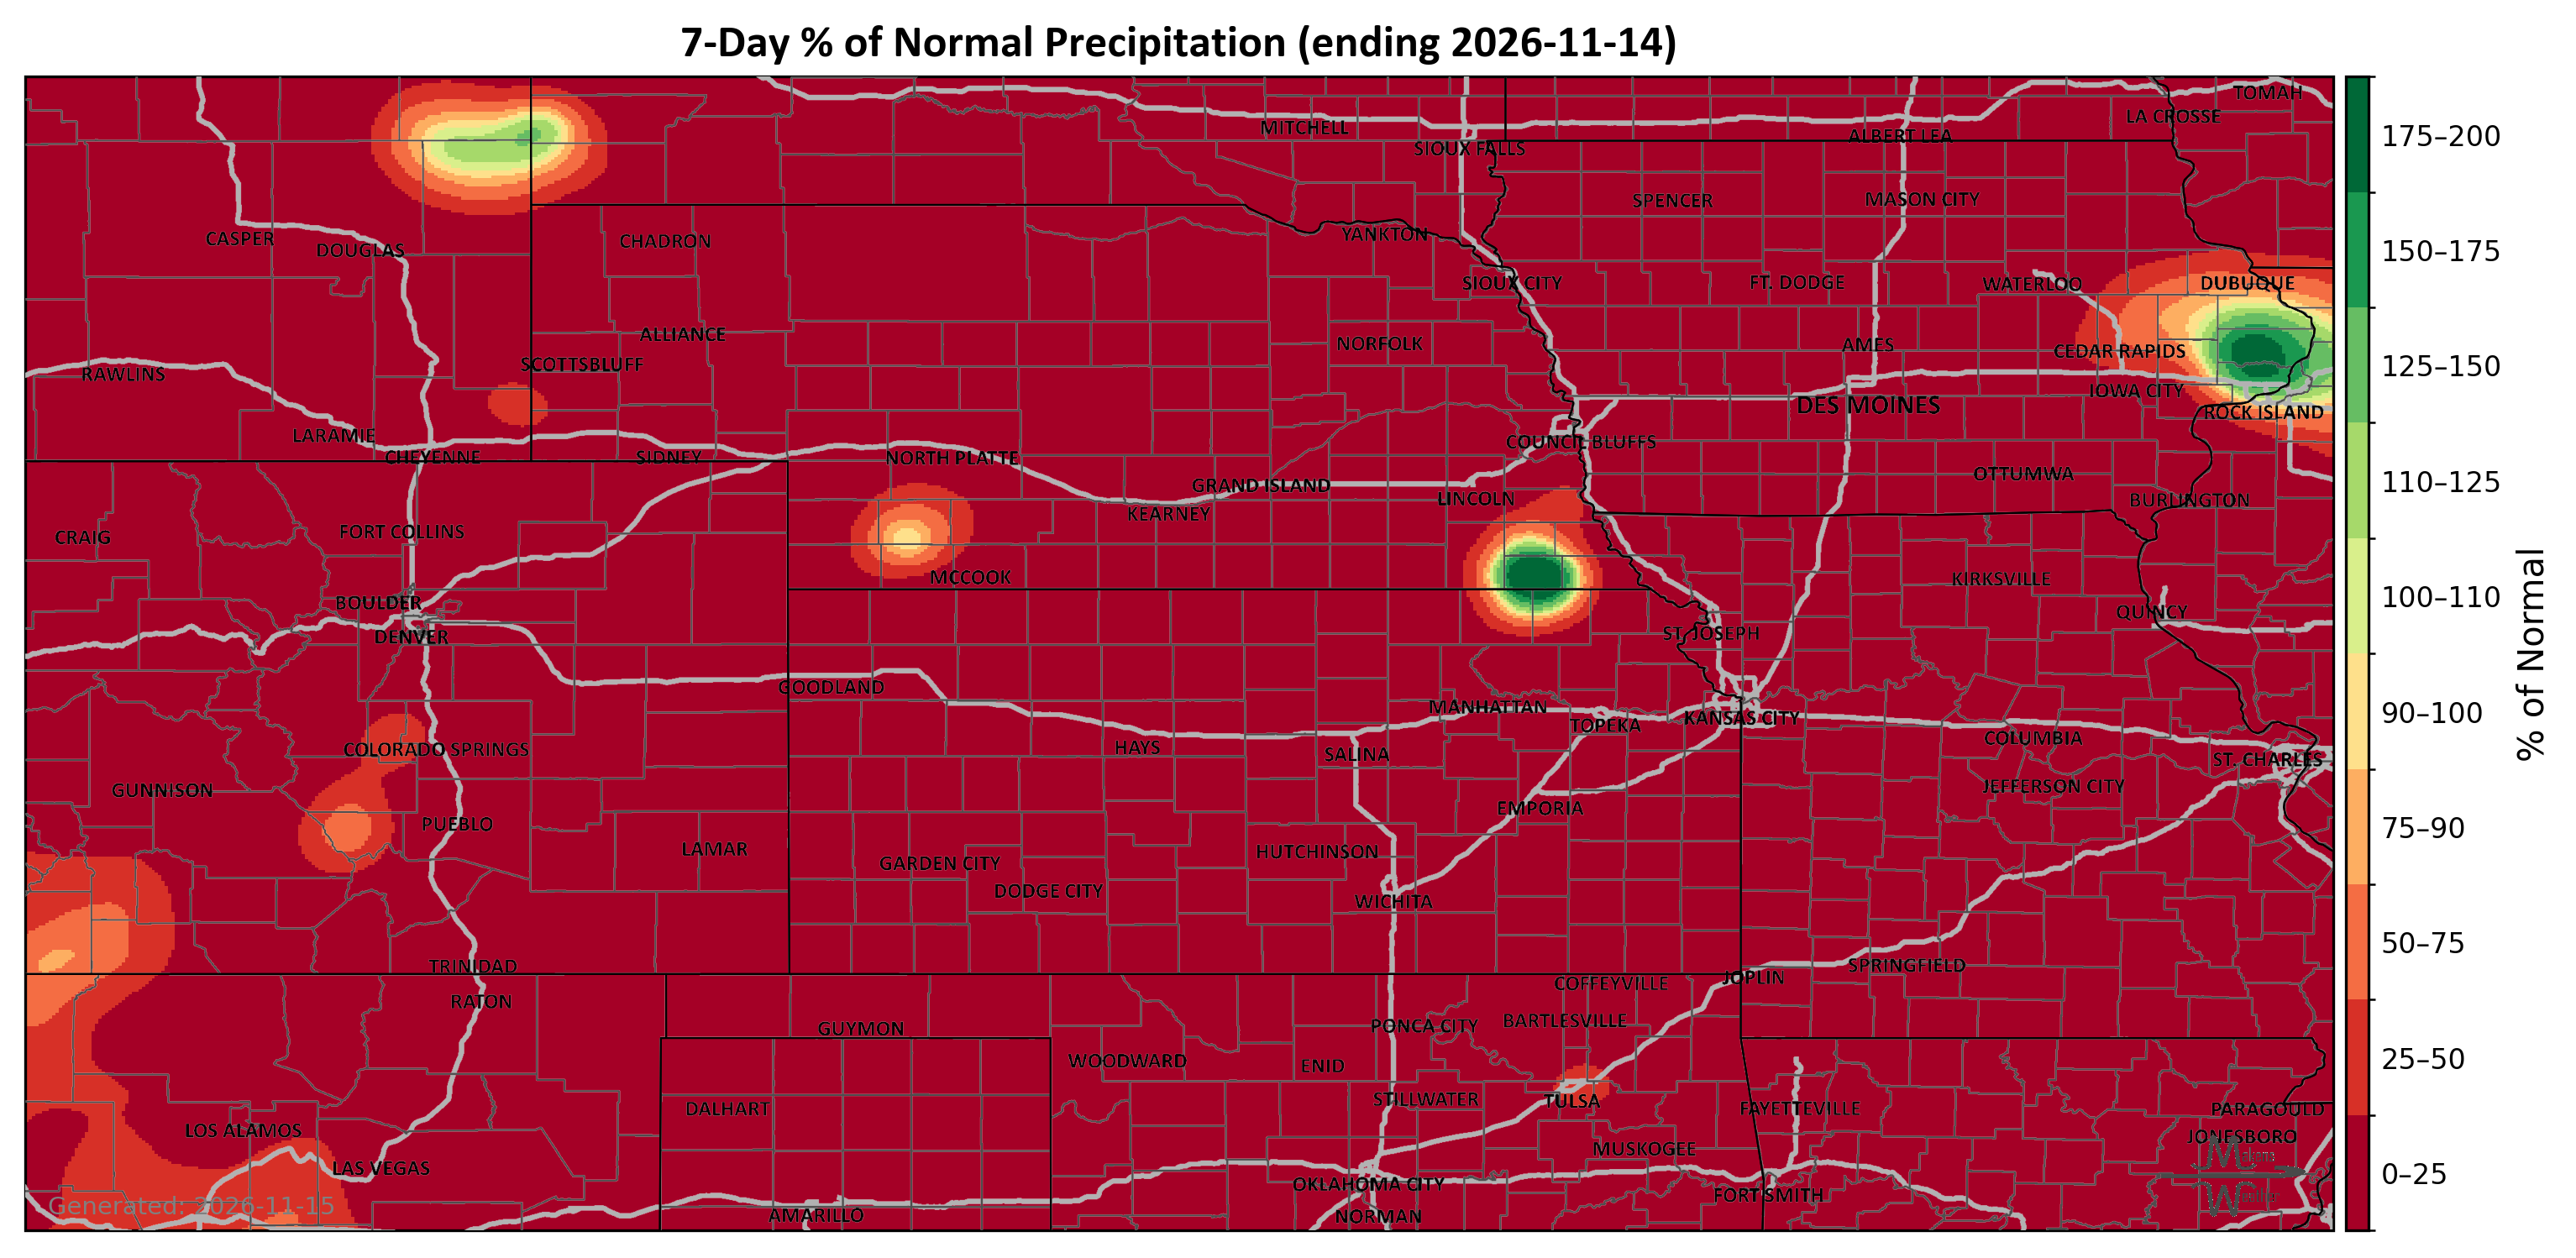 7-Day % of Normal Precipitation (ending 2026-11-14)
TOMAH
LA CROSSE
MITCHELL
ALBERT LEA
SIOUX FALLS
SPENCER
MASON CITY
CASPER
DOUGLAS
CHADRON
YANKTON
SIOUX CITY
FT. DODGE
WATERLOO
DUBUQUE
ALLIANCE
NORFOLK
AMES
CEDAR RAPIDS
SCOTTSBLUFF
RAWLINS
IOWA CITY
DES MOINES
ROCK ISLAND
LARAMIE
COUNCIL BLUFFS
CHEYENNE
SIDNEY
NORTH PLATTE
OTTUMWA
GRAND ISLAND
LINCOLN
BURLINGTON
KEARNEY
FORT COLLINS
CRAIG
MCCOOK
KIRKSVILLE
BOULDER
QUINCY
DENVER
ST. JOSEPH
GOODLAND
MANHATTAN
TOPEKA
KANSAS CITY
COLUMBIA
COLORADO SPRINGS
HAYS
SALINA
ST. CHARLES
GUNNISON
JEFFERSON CITY
EMPORIA
PUEBLO
LAMAR
HUTCHINSON
GARDEN CITY
DODGE CITY
WICHITA
TRINIDAD
SPRINGFIELD
JOPLIN
COFFEYVILLE
RATON
GUYMON
PONCA CITY
BARTLESVILLE
WOODWARD
ENID
STILLWATER
TULSA
DALHART
FAYETTEVILLE
PARAGOULD
LOS ALAMOS
JONESBORO
MUSKOGEE
LAS VEGAS
OKLAHOMA CITY
FORT SMITH
AMARILLO
NORMAN
Generated: 2026-11-15
175–200
150–175
125–150
110–125
100–110
90–100
75–90
50–75
25–50
0–25
% of Normal